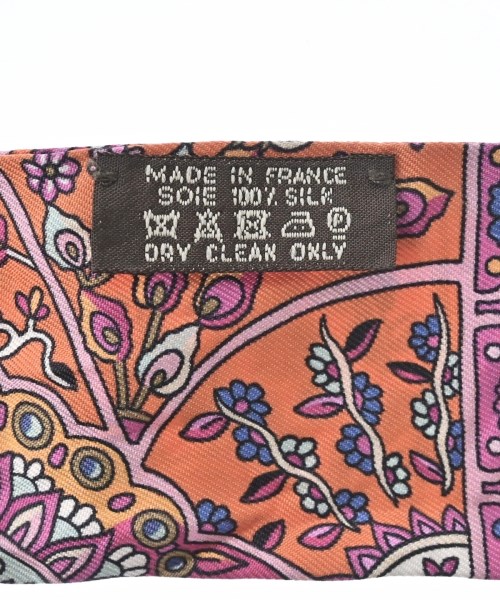 MADE IN FRANCE
SOIE 100% SILK
P
DRY CLEAN ONLY